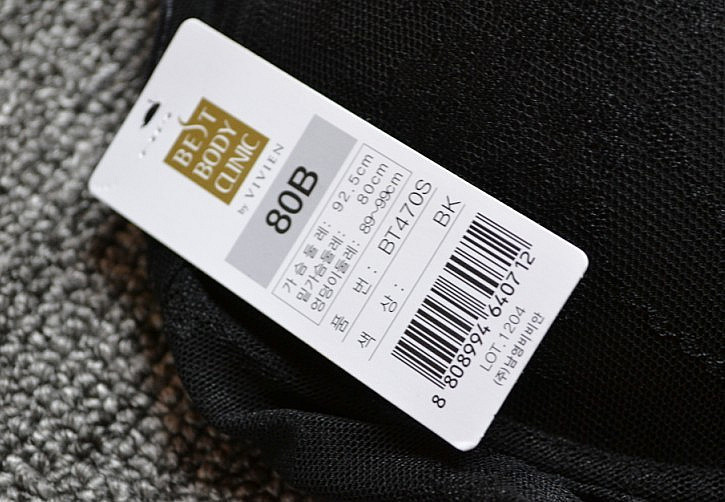 BEST
BODY
CLINIC
by VIVIEN
80B
가 슴 둘 레 : 92.5cm
밑가슴둘레 : 80cm
엉덩이둘레 : 89~99cm
품 번 : BT470S
색 상 : BK
8 808994 640712
LOT. 1204
(주)남영비비안